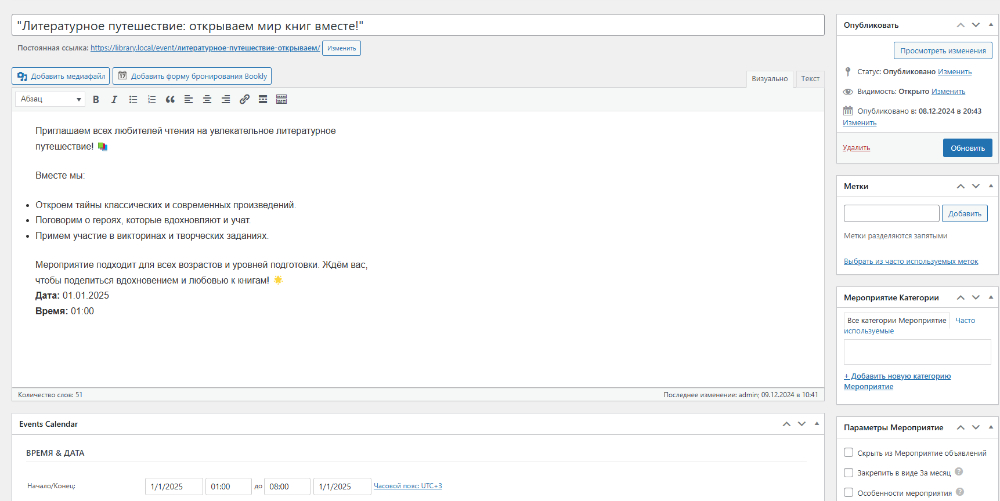 "Литературное путешествие: открываем мир книг вместе!"
Постоянная ссылка: https://library.local/event/литературное-путешествие-открываем/ Изменить
Добавить медиафайл
Добавить форму бронирования Bookly
Визуально
Текст
Абзац
Приглашаем всех любителей чтения на увлекательное литературное
путешествие!
Вместе мы:
Откроем тайны классических и современных произведений.
Поговорим о героях, которые вдохновляют и учат.
Примем участие в викторинах и творческих заданиях.
Мероприятие подходит для всех возрастов и уровней подготовки. Ждём вас,
чтобы поделиться вдохновением и любовью к книгам!
Дата: 01.01.2025
Время: 01:00
Количество слов: 51
Последнее изменение: admin; 09.12.2024 в 10:41
Events Calendar
ВРЕМЯ & ДАТА
Начало/Конец: 1/1/2025 01:00 до 08:00 1/1/2025 Часовой пояс: UTC+3
Опубликовать
Просмотреть изменения
Статус: Опубликовано Изменить
Видимость: Открыто Изменить
Опубликовано в: 08.12.2024 в 20:43
Изменить
Удалить
Обновить
Метки
Добавить
Метки разделяются запятыми
Выбрать из часто используемых меток
Мероприятие Категории
Все категории Мероприятие Часто
используемые
+ Добавить новую категорию
Мероприятие
Параметры Мероприятие
Скрыть из Мероприятие объявлений
Закрепить в виде За месяц ?
Особенности мероприятия ?